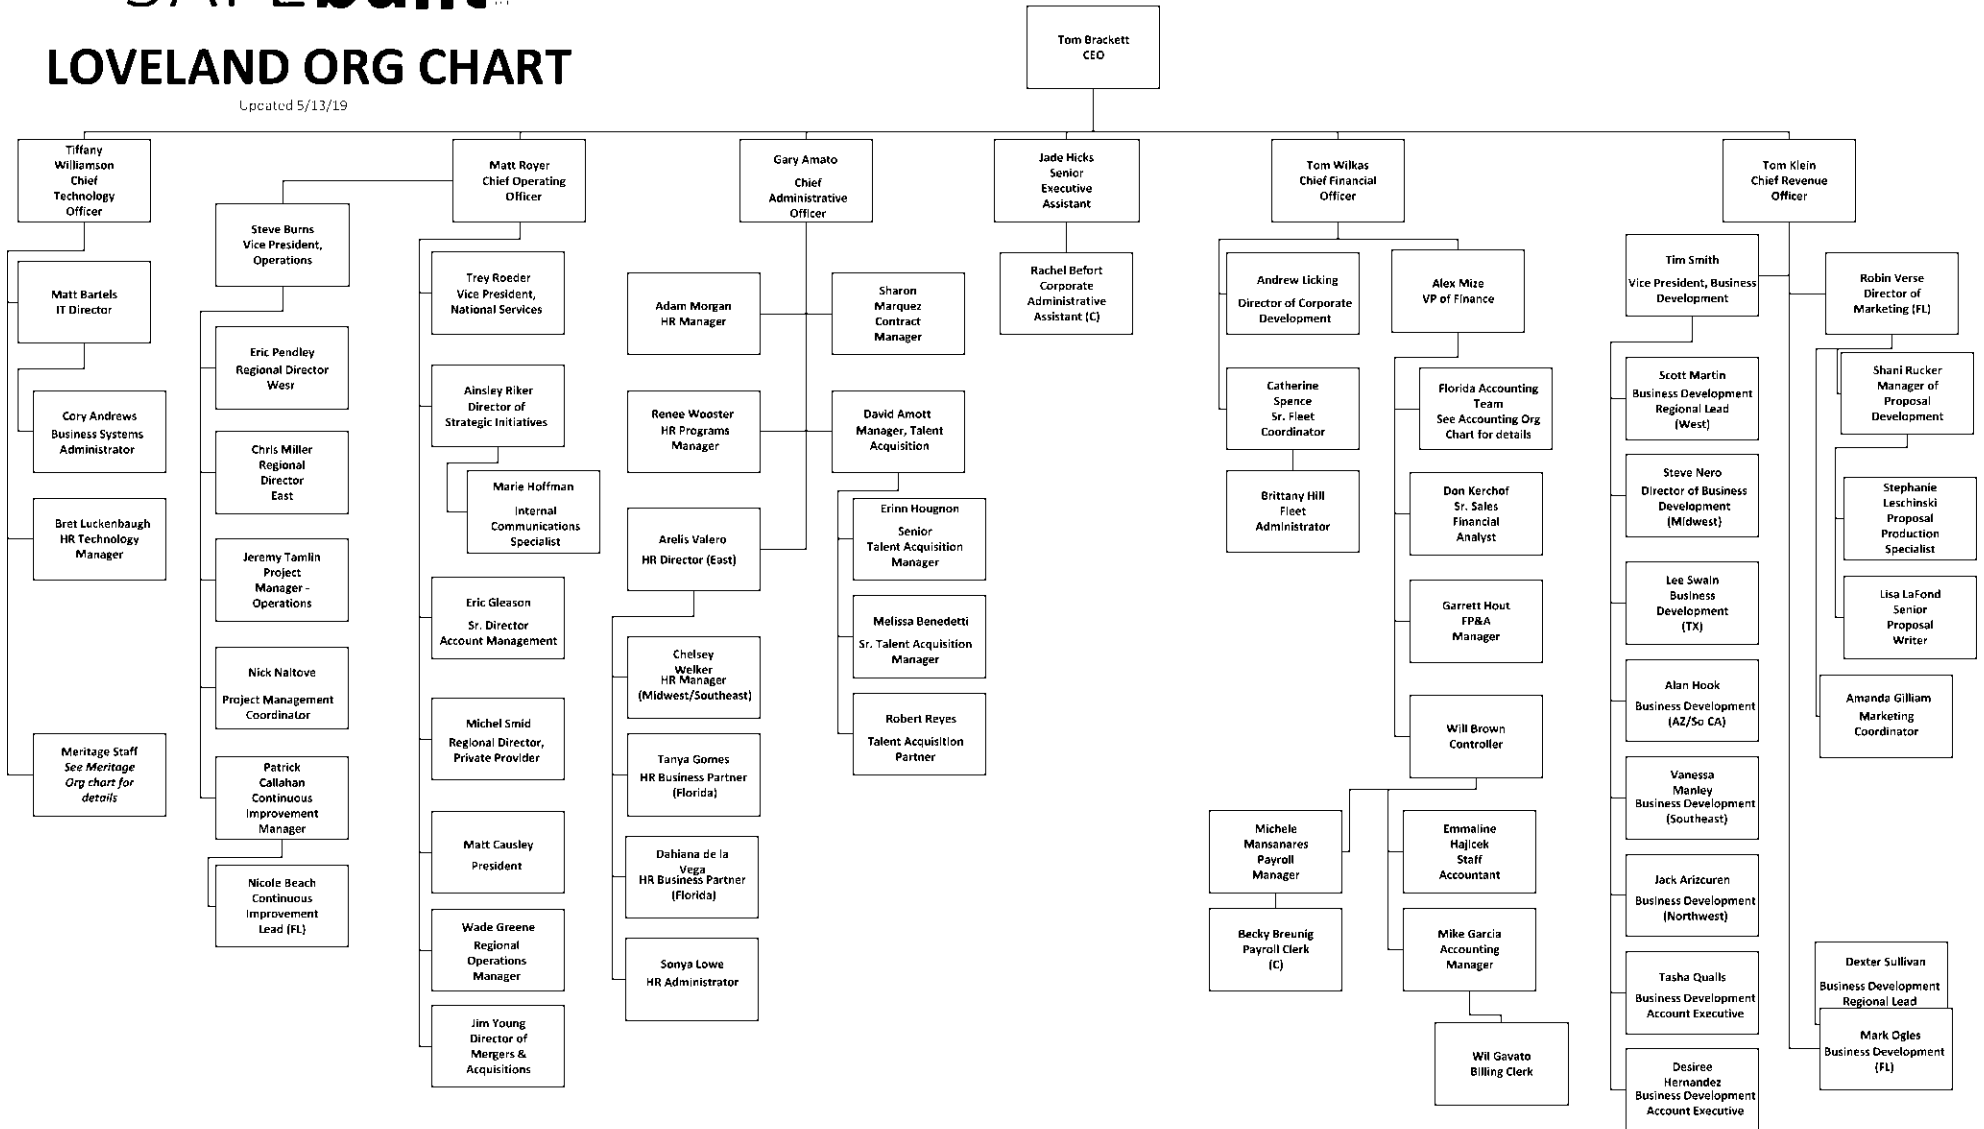 SAFEbuilt
LOVELAND ORG CHART
Updated 5/13/19
Tom Brackett
CEO
Tiffany
Williamson
Chief
Technology
Officer
Matt Bartels
IT Director
Cory Andrews
Business Systems
Administrator
Bret Luckenbaugh
HR Technology
Manager
Meritage Staff
See Meritage
Org chart for
details
Matt Royer
Chief Operating
Officer
Steve Burns
Vice President,
Operations
Eric Pendley
Regional Director
Wesr
Chris Miller
Regional
Director
East
Jeremy Tamlin
Project
Manager -
Operations
Nick Naltove
Project Management
Coordinator
Patrick
Callahan
Continuous
Improvement
Manager
Nicole Beach
Continuous
Improvement
Lead (FL)
Trey Roeder
Vice President,
National Services
Ainsley Riker
Director of
Strategic Initiatives
Marie Hoffman
Internal
Communications
Specialist
Eric Gleason
Sr. Director
Account Management
Michel Smid
Regional Director,
Private Provider
Matt Causley
President
Wade Greene
Regional
Operations
Manager
Jim Young
Director of
Mergers &
Acquisitions
Gary Amato
Chief
Administrative
Officer
Adam Morgan
HR Manager
Sharon
Marquez
Contract
Manager
Renee Wooster
HR Programs
Manager
David Amott
Manager, Talent
Acquisition
Arelis Valero
HR Director (East)
Chelsey
Welker
HR Manager
(Midwest/Southeast)
Tanya Gomes
HR Business Partner
(Florida)
Dahiana de la
Vega
HR Business Partner
(Florida)
Sonya Lowe
HR Administrator
Erinn Hougnon
Senior
Talent Acquisition
Manager
Melissa Benedetti
Sr. Talent Acquisition
Manager
Robert Reyes
Talent Acquisition
Partner
Jade Hicks
Senior
Executive
Assistant
Rachel Befort
Corporate
Administrative
Assistant (C)
Tom Wilkas
Chief Financial
Officer
Andrew Licking
Director of Corporate
Development
Catherine
Spence
Sr. Fleet
Coordinator
Brittany Hill
Fleet
Administrator
Alex Mize
VP of Finance
Florida Accounting
Team
See Accounting Org
Chart for details
Don Kerchof
Sr. Sales
Financial
Analyst
Garrett Hout
FP&A
Manager
Will Brown
Controller
Michele
Mansanares
Payroll
Manager
Becky Breunig
Payroll Clerk
(C)
Emmaline
Hajicek
Staff
Accountant
Mike Garcia
Accounting
Manager
Wil Gavato
Billing Clerk
Tom Klein
Chief Revenue
Officer
Tim Smith
Vice President, Business
Development
Scott Martin
Business Development
Regional Lead
(West)
Steve Nero
Director of Business
Development
(Midwest)
Lee Swain
Business
Development
(TX)
Alan Hook
Business Development
(AZ/So CA)
Vanessa
Manley
Business Development
(Southeast)
Jack Arizcuren
Business Development
(Northwest)
Tasha Qualls
Business Development
Account Executive
Desiree
Hernandez
Business Development
Account Executive
Robin Verse
Director of
Marketing (FL)
Shani Rucker
Manager of
Proposal
Development
Stephanie
Leschinski
Proposal
Production
Specialist
Lisa LaFond
Senior
Proposal
Writer
Amanda Gilliam
Marketing
Coordinator
Dexter Sullivan
Business Development
Regional Lead
Mark Ogles
Business Development
(FL)